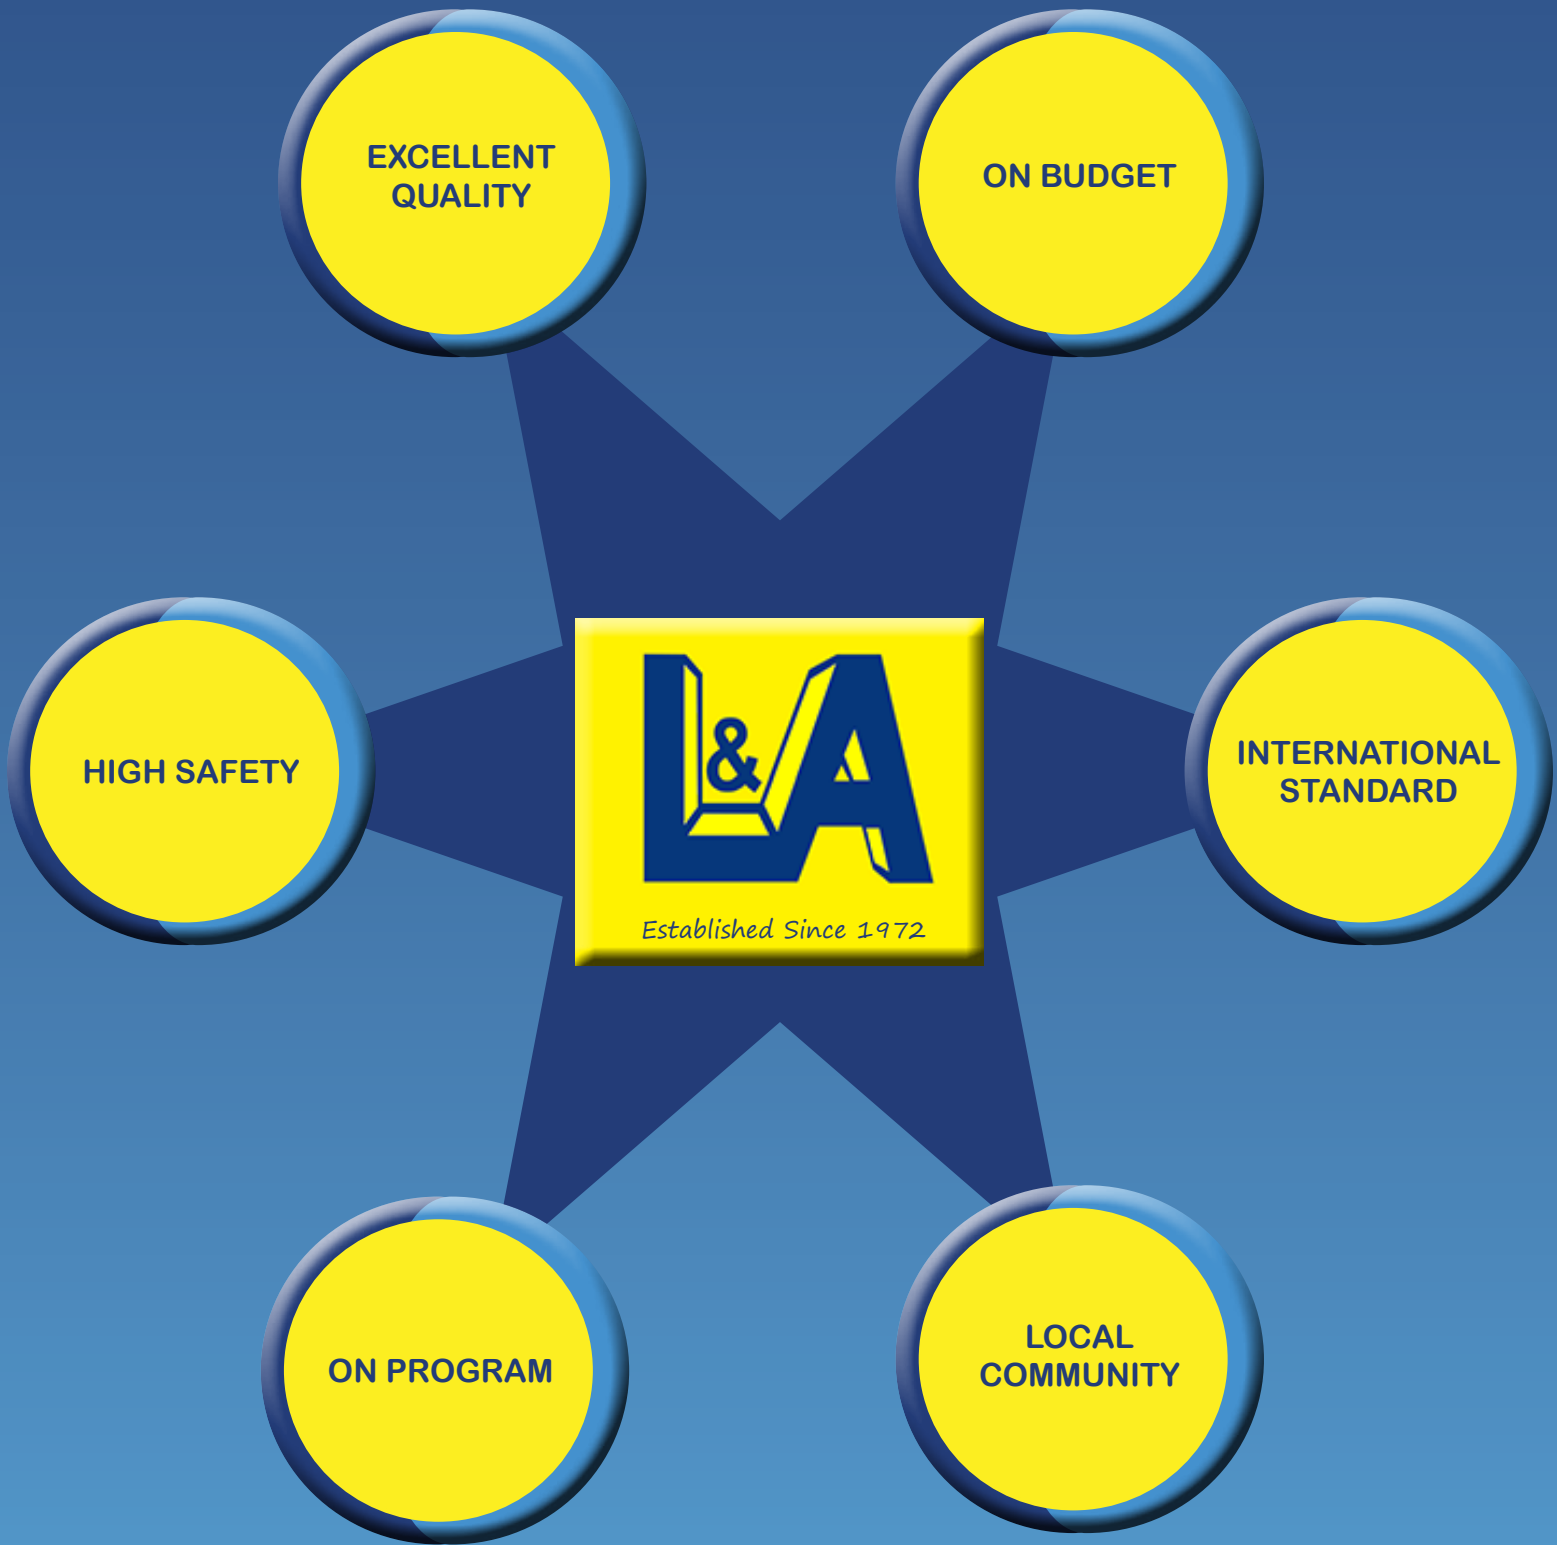 EXCELLENT
QUALITY
ON BUDGET
HIGH SAFETY
L&A
Established Since 1972
INTERNATIONAL
STANDARD
ON PROGRAM
LOCAL
COMMUNITY